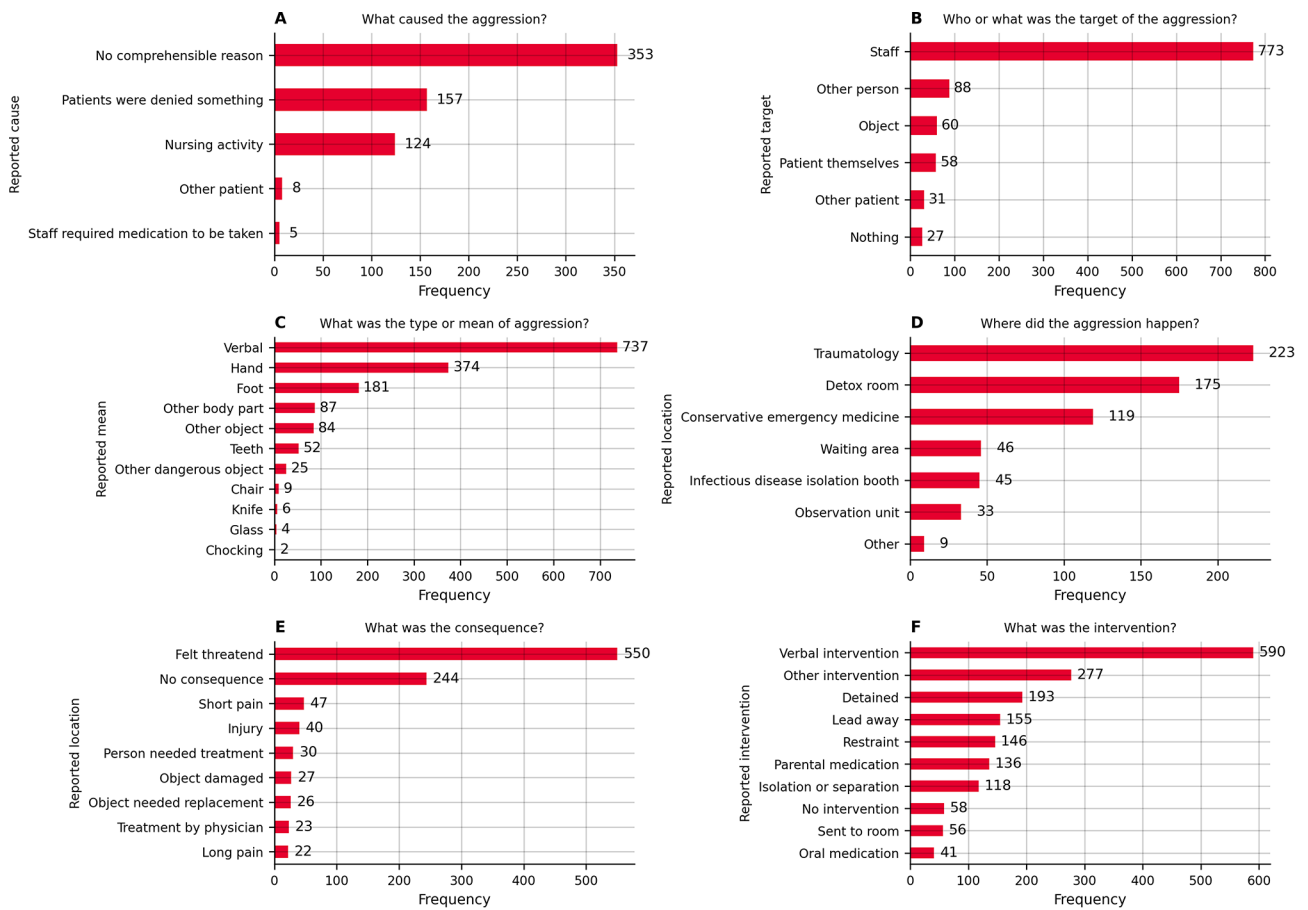 A What caused the aggression?
Reported cause
No comprehensible reason 353
Patients were denied something 157
Nursing activity 124
Other patient 8
Staff required medication to be taken 5
0 50 100 150 200 250 300 350
Frequency
B Who or what was the target of the aggression?
Reported target
Staff 773
Other person 88
Object 60
Patient themselves 58
Other patient 31
Nothing 27
0 100 200 300 400 500 600 700 800
Frequency
C What was the type or mean of aggression?
Reported mean
Verbal 737
Hand 374
Foot 181
Other body part 87
Other object 84
Teeth 52
Other dangerous object 25
Chair 9
Knife 6
Glass 4
Chocking 2
0 100 200 300 400 500 600 700
Frequency
D Where did the aggression happen?
Reported location
Traumatology 223
Detox room 175
Conservative emergency medicine 119
Waiting area 46
Infectious disease isolation booth 45
Observation unit 33
Other 9
0 50 100 150 200
Frequency
E What was the consequence?
Reported location
Felt threatend 550
No consequence 244
Short pain 47
Injury 40
Person needed treatment 30
Object damaged 27
Object needed replacement 26
Treatment by physician 23
Long pain 22
0 100 200 300 400 500
Frequency
F What was the intervention?
Reported intervention
Verbal intervention 590
Other intervention 277
Detained 193
Lead away 155
Restraint 146
Parental medication 136
Isolation or separation 118
No intervention 58
Sent to room 56
Oral medication 41
0 100 200 300 400 500 600
Frequency